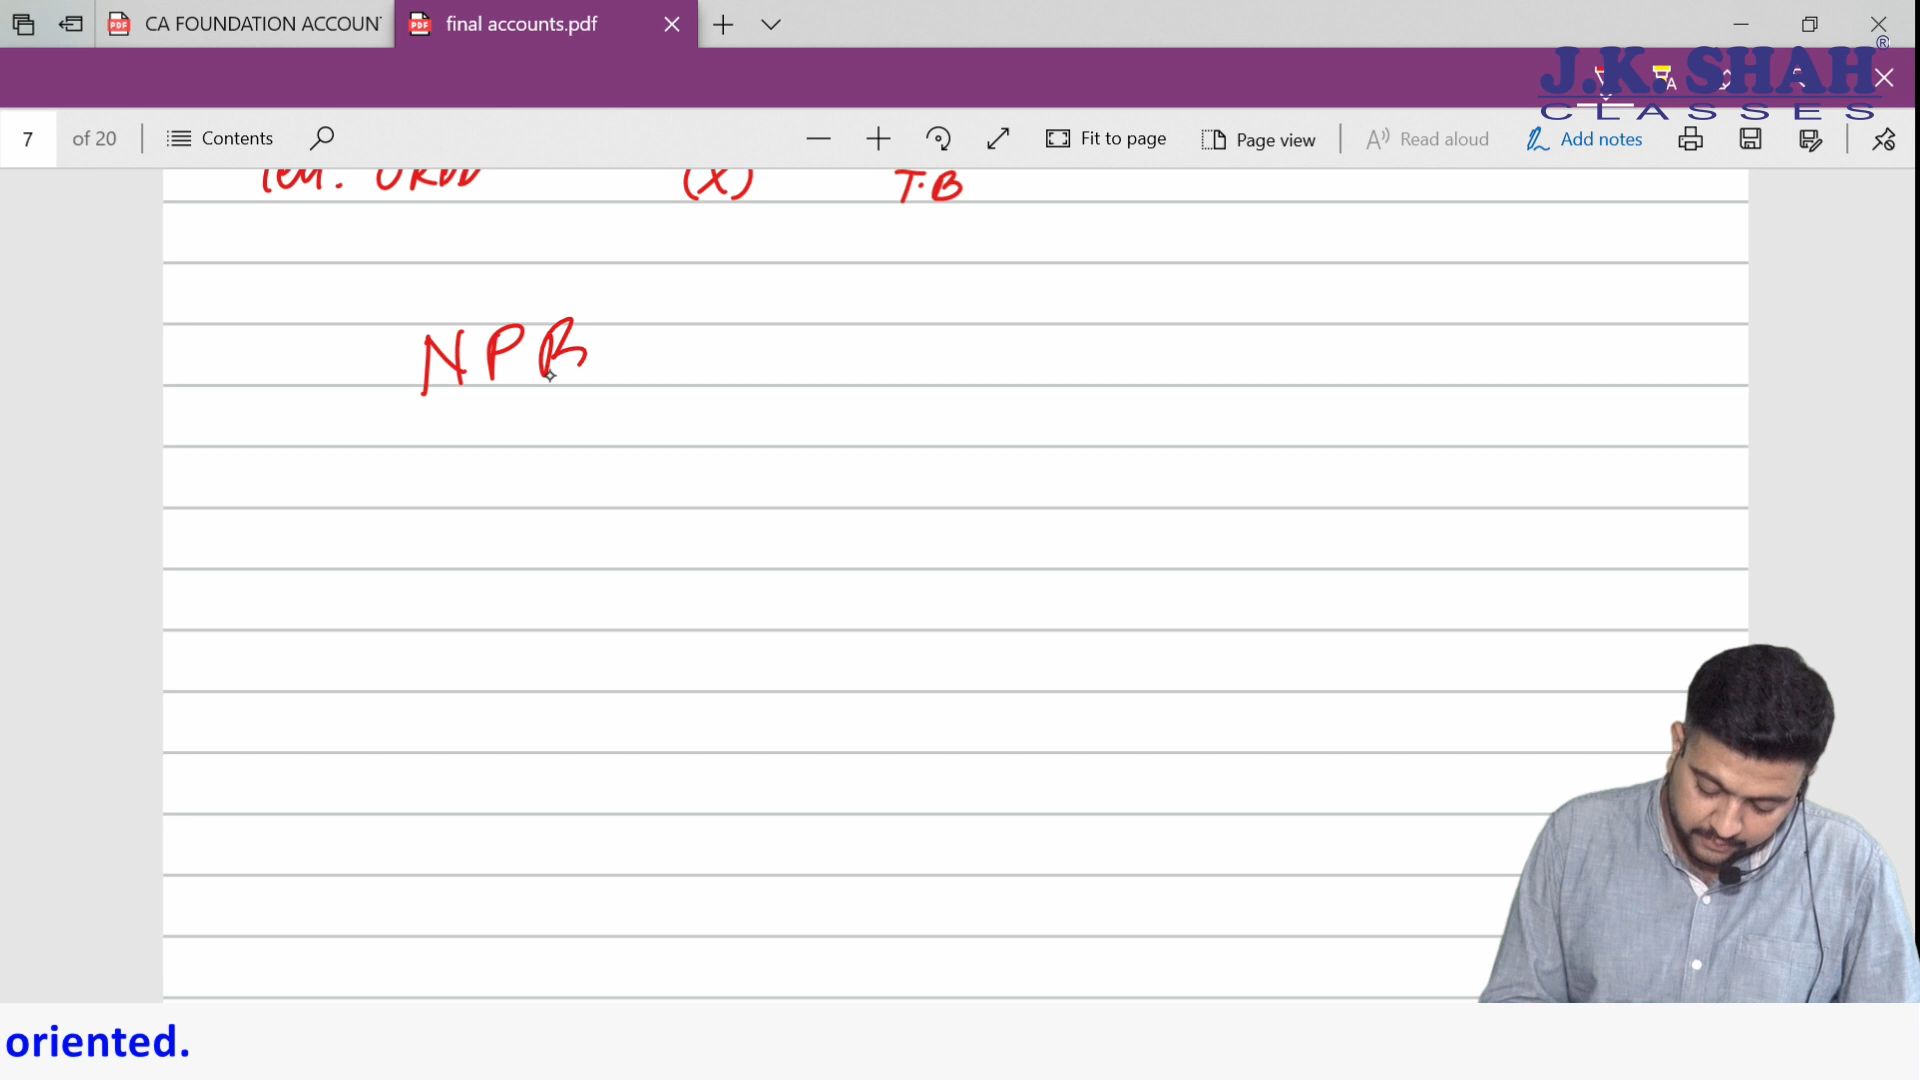 CA FOUNDATION ACCOUN
final accounts.pdf
J.K. SHAH®
CLASSES
7 of 20
Contents
Fit to page
Page view
Read aloud
Add notes
(X) T.B
NPB
oriented.